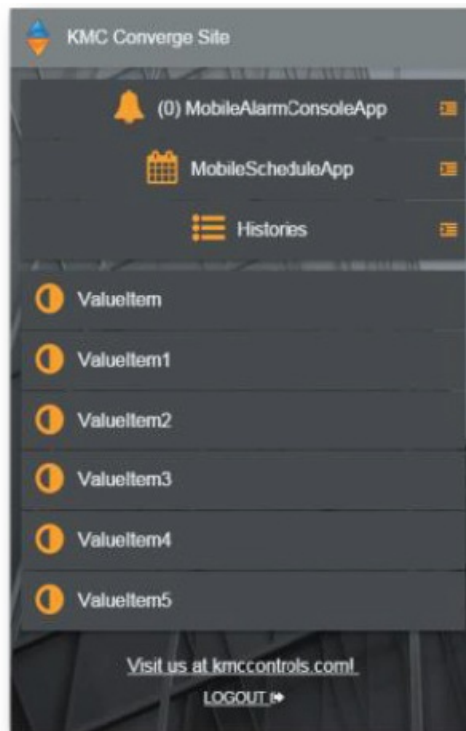 KMC Converge Site
(0) MobileAlarmConsoleApp
MobileScheduleApp
Histories
ValueItem
ValueItem1
ValueItem2
ValueItem3
ValueItem4
ValueItem5
Visit us at kmccontrols.com!
LOGOUT